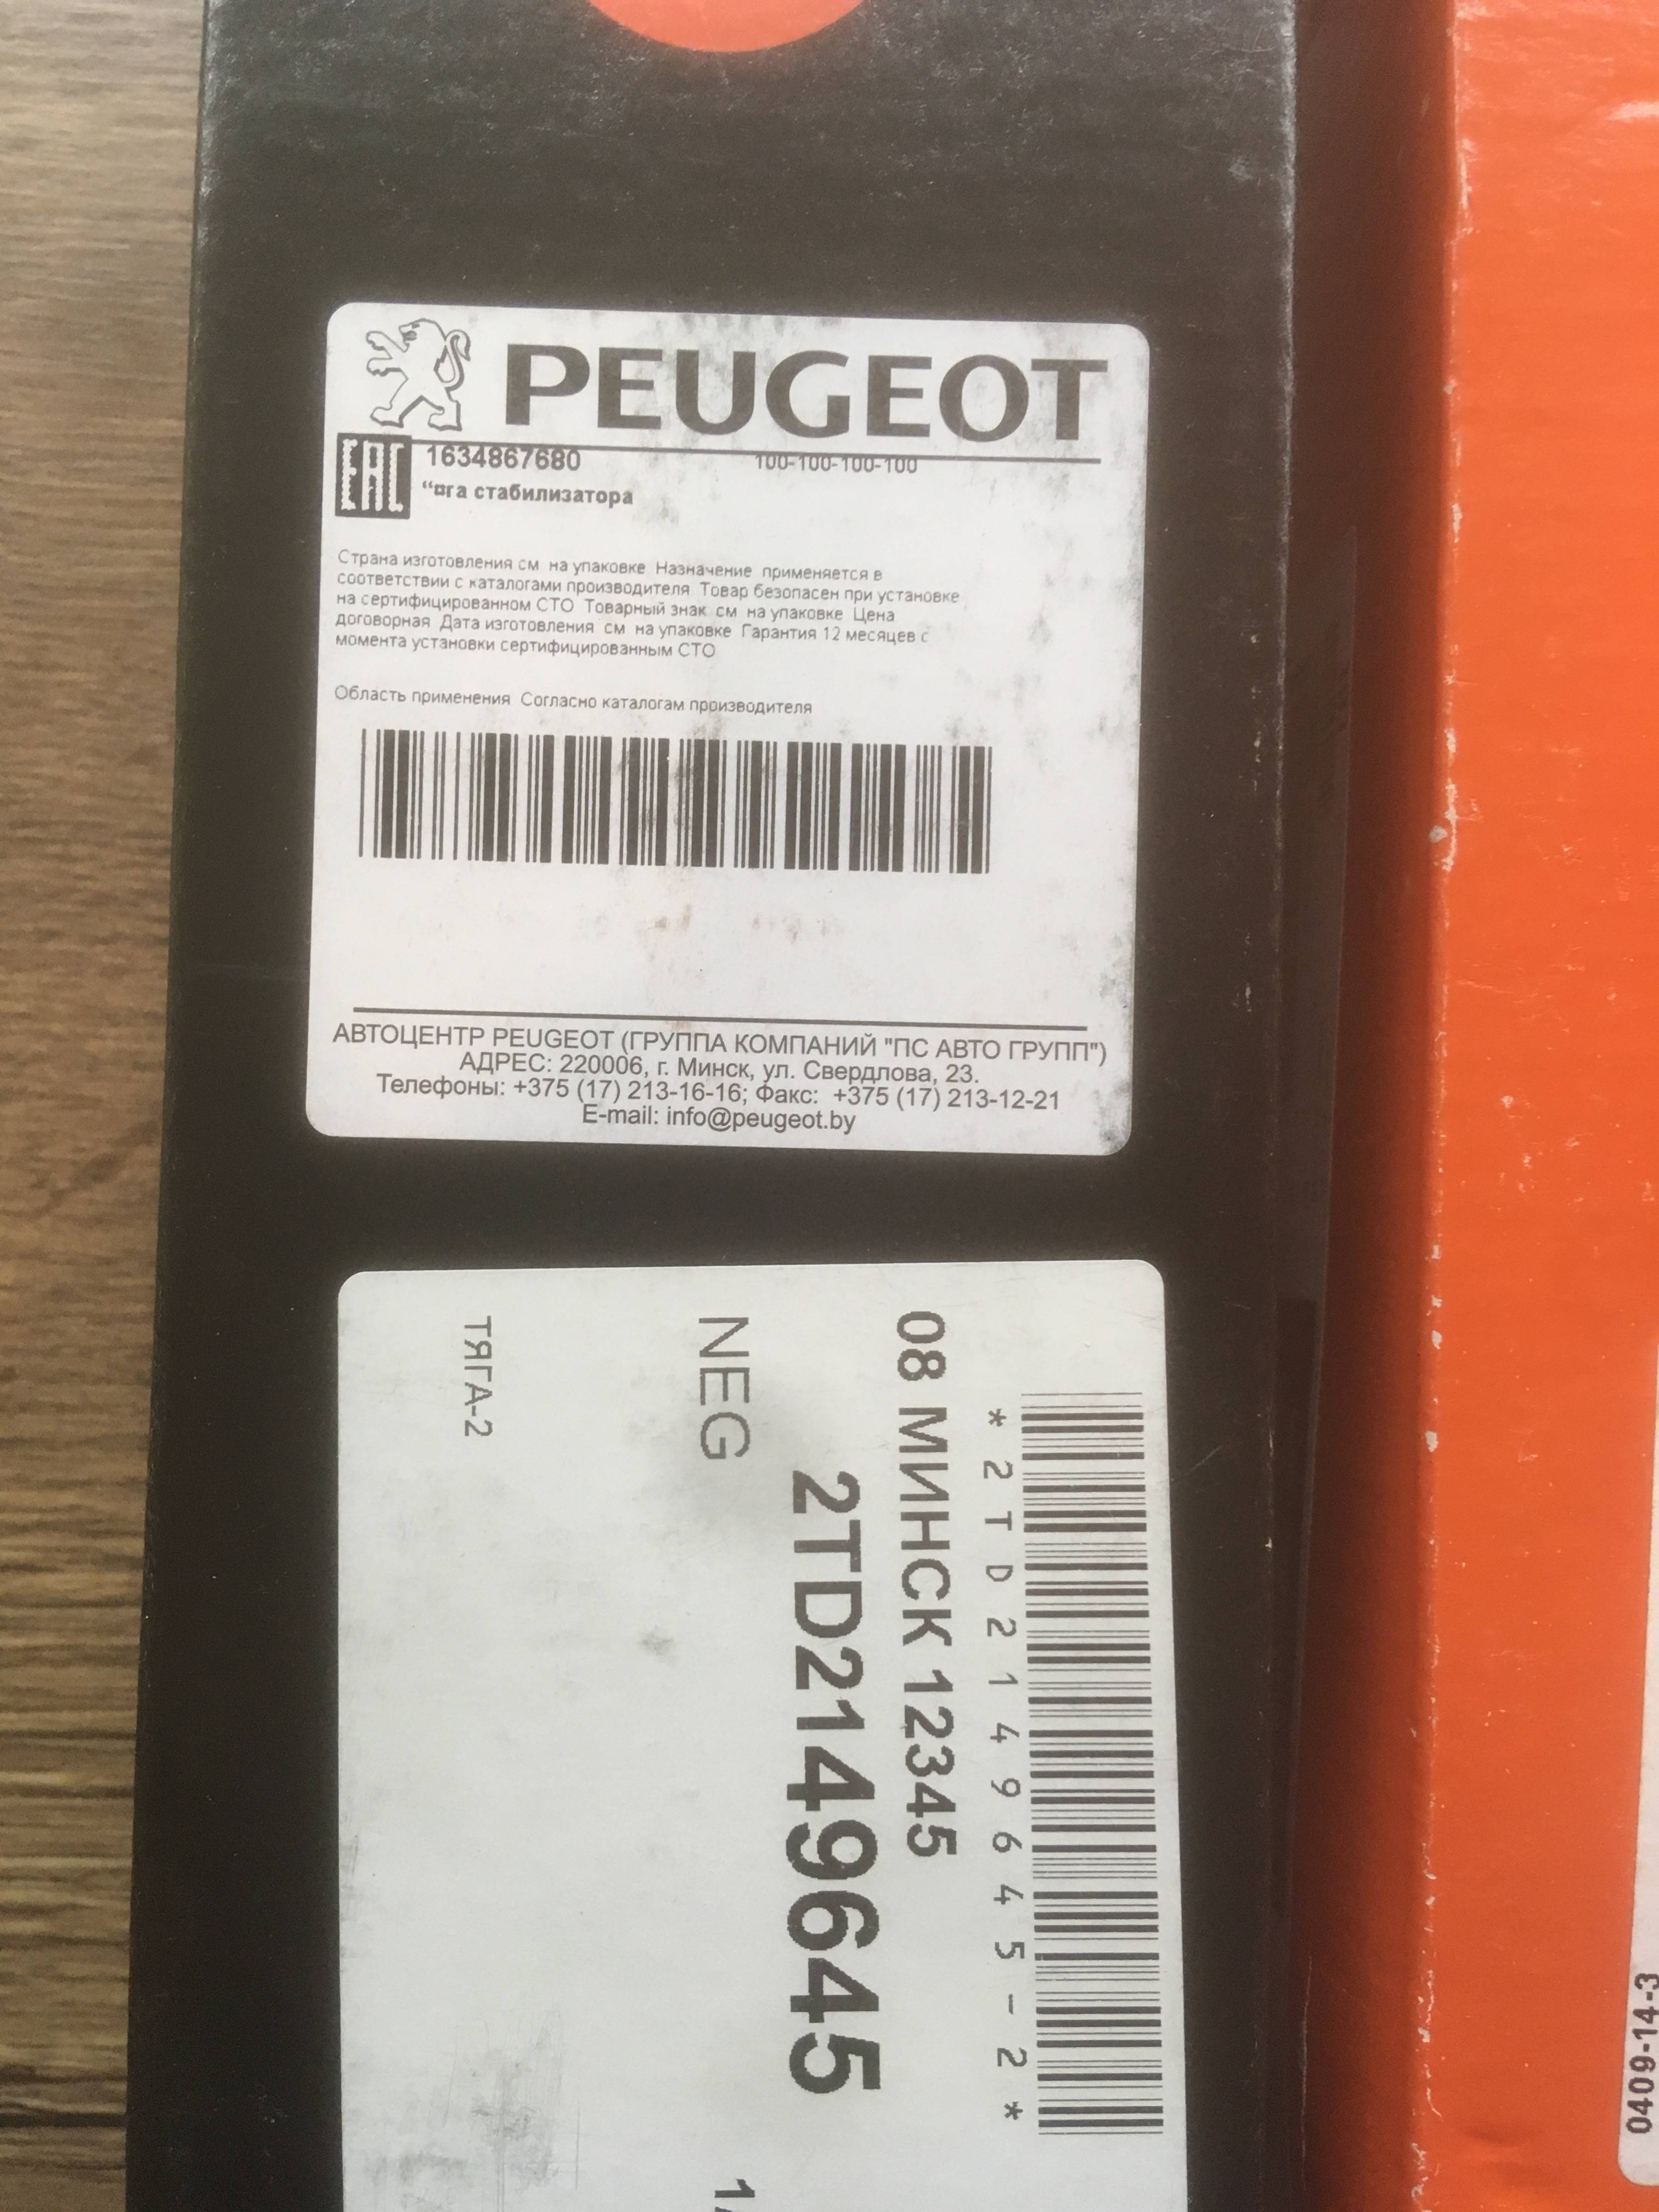 PEUGEOT
EAC
1634867680 100-100-100-100
“¤га стабилизатора
Страна изготовления см на упаковке Назначение применяется в
соответствии с каталогами производителя Товар безопасен при установке
на сертифицированном СТО Товарный знак см на упаковке Цена
договорная Дата изготовления см на упаковке Гарантия 12 месяцев с
момента установки сертифицированным СТО
Область применения Согласно каталогам производителя
АВТОЦЕНТР PEUGEOT (ГРУППА КОМПАНИЙ "ПС АВТО ГРУПП")
АДРЕС: 220006, г. Минск, ул. Свердлова, 23.
Телефоны: +375 (17) 213-16-16; Факс: +375 (17) 213-12-21
E-mail: info@peugeot.by
*2TD2149645-2*
08 МИНСК 12345
2TD2149645
NEG
ТЯГА-2
0409-14-3